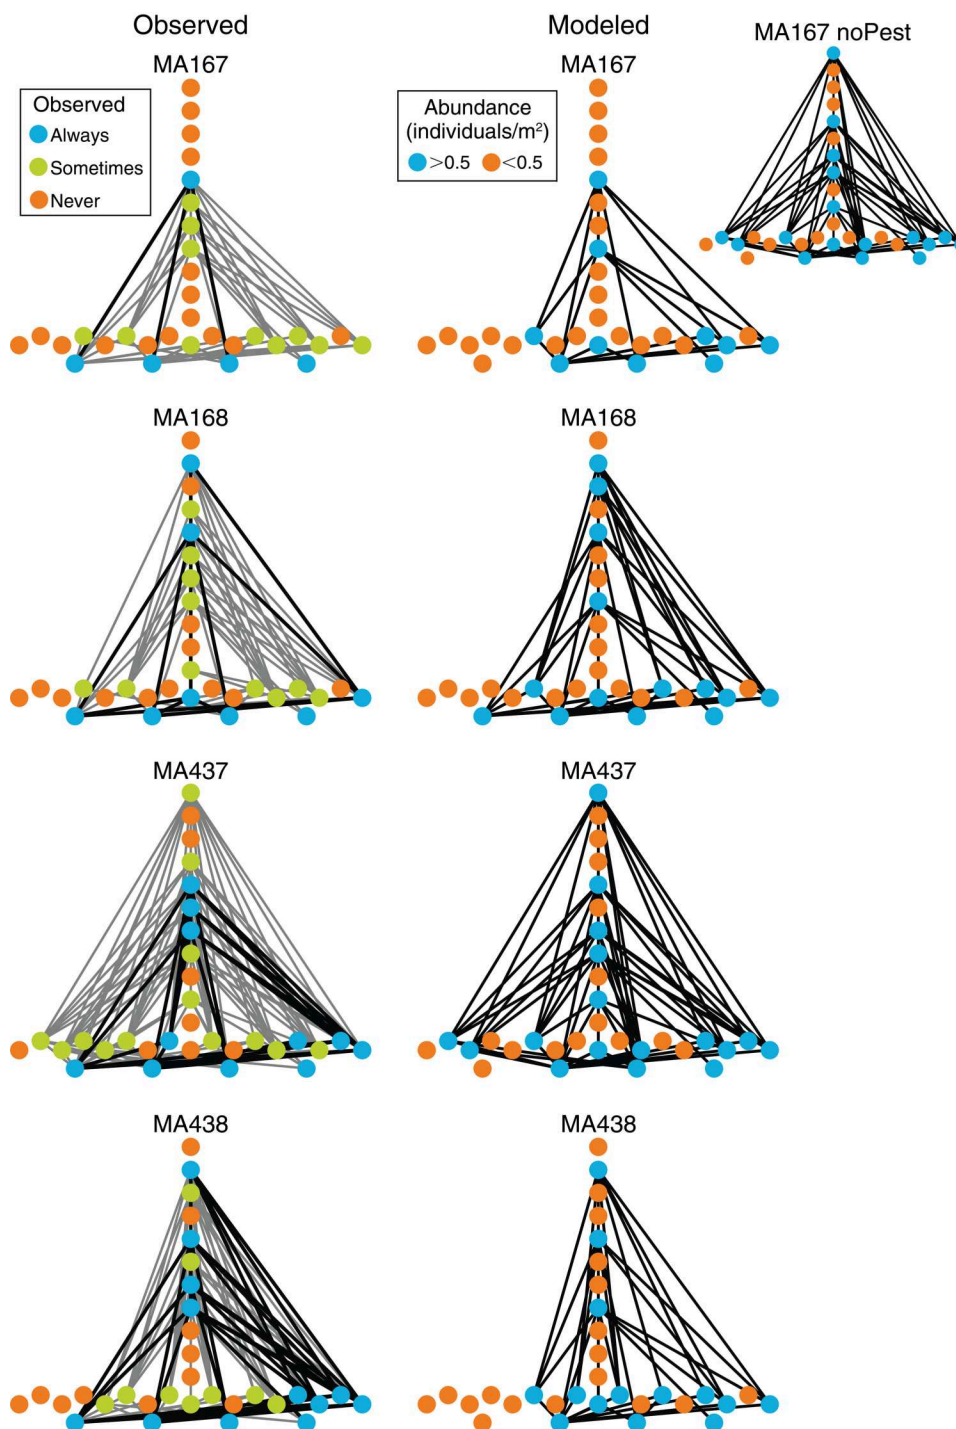 Observed
Modeled
MA167 noPest
MA167
MA167
Observed
Always
Sometimes
Never
Abundance
(individuals/m²)
>0.5 <0.5
MA168
MA168
MA437
MA437
MA438
MA438